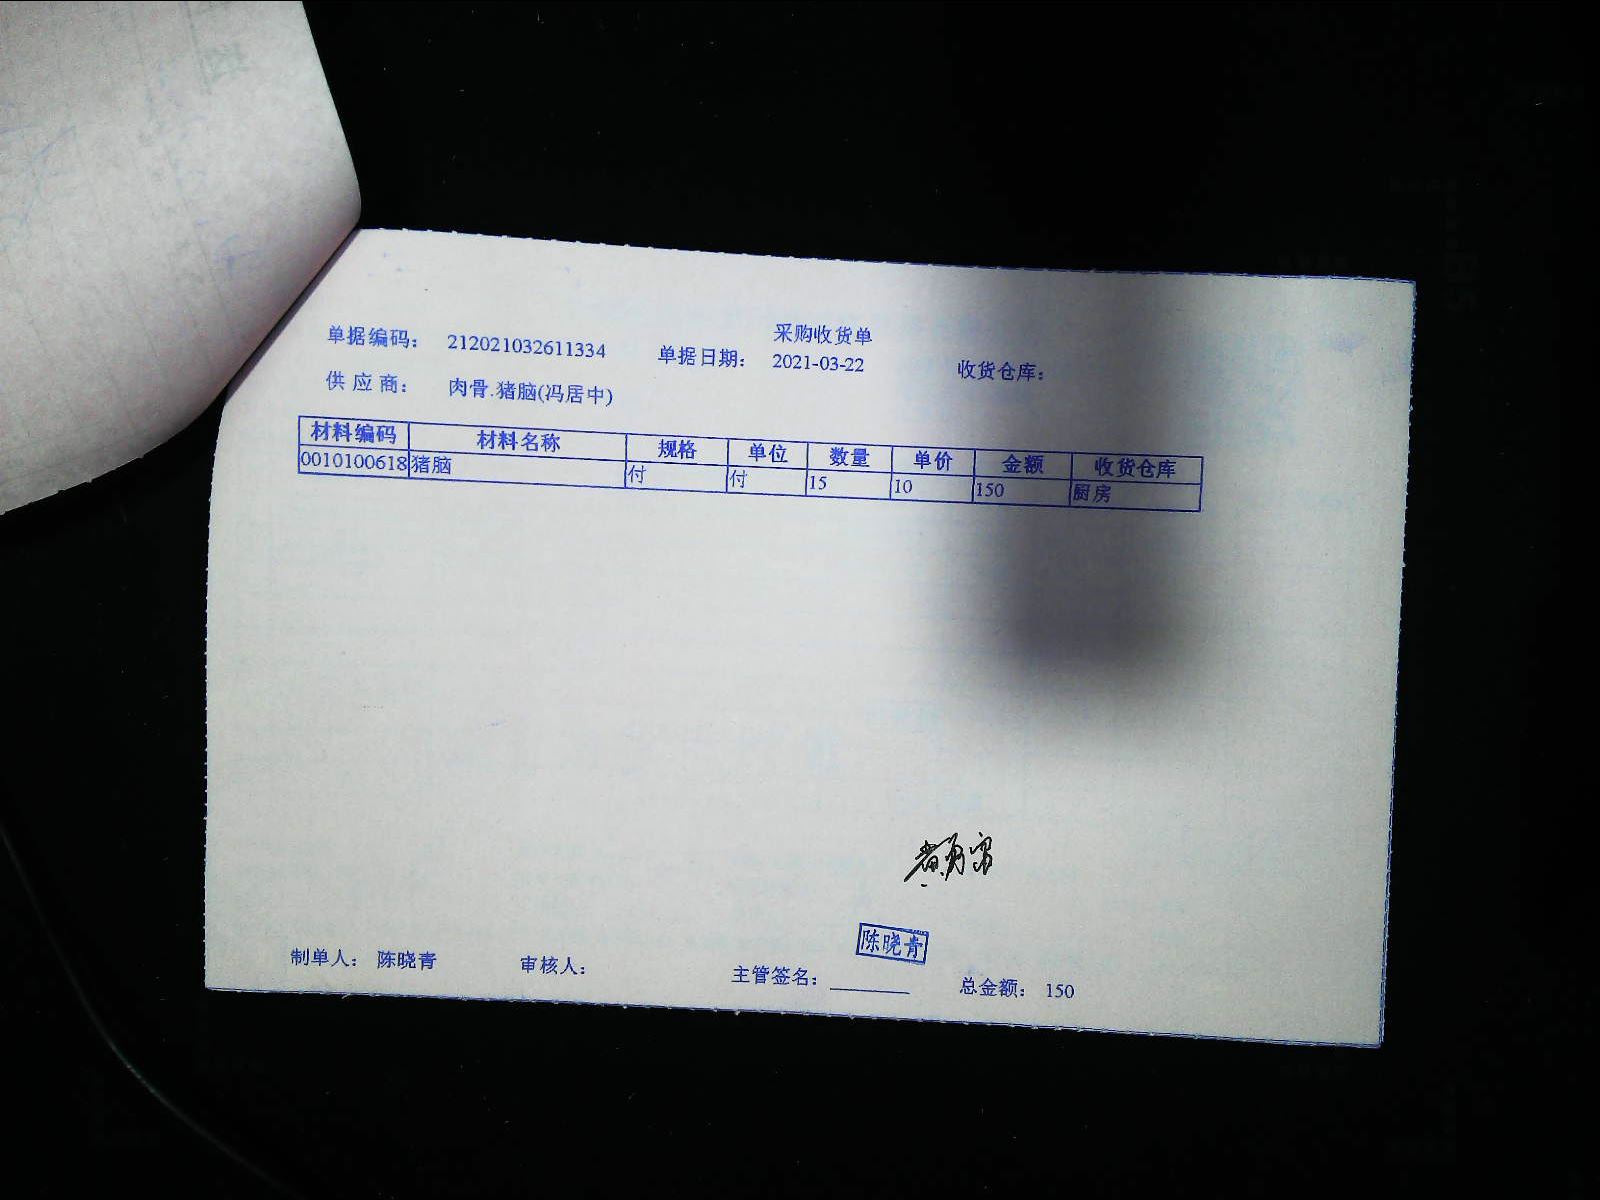 采购收货单
单据编码： 212021032611334 单据日期： 2021-03-22 收货仓库：
供 应 商： 肉骨.猪脑(冯居中)
材料编码 材料名称 规格 单位 数量 单价 金额 收货仓库
0010100618 猪脑 付 付 15 10 150 厨房
陈晓青
制单人： 陈晓青 审核人： 主管签名：________ 总金额： 150